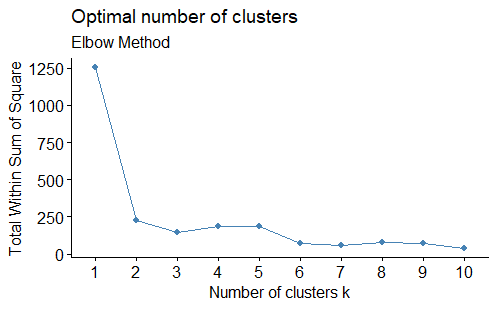 Optimal number of clusters
Elbow Method
Total Within Sum of Square
1250
1000
750
500
250
0
1 2 3 4 5 6 7 8 9 10
Number of clusters k